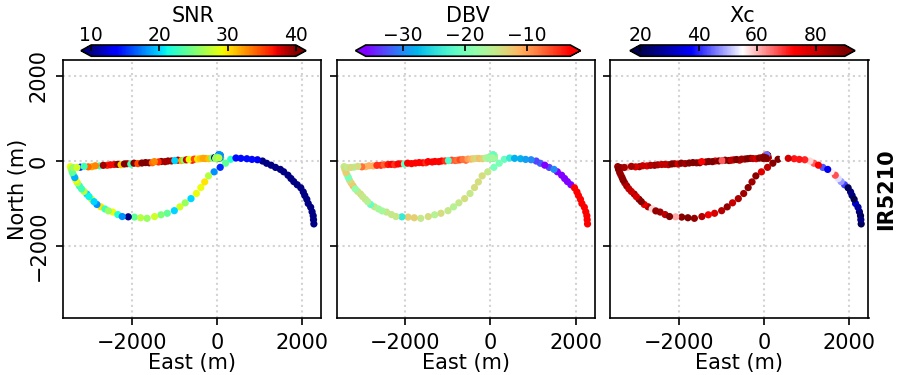 SNR DBV Xc
10 20 30 40 −30 −20 −10 20 40 60 80
2000
0
−2000
North (m)
IR5210
−2000 0 2000 −2000 0 2000 −2000 0 2000
East (m) East (m) East (m)